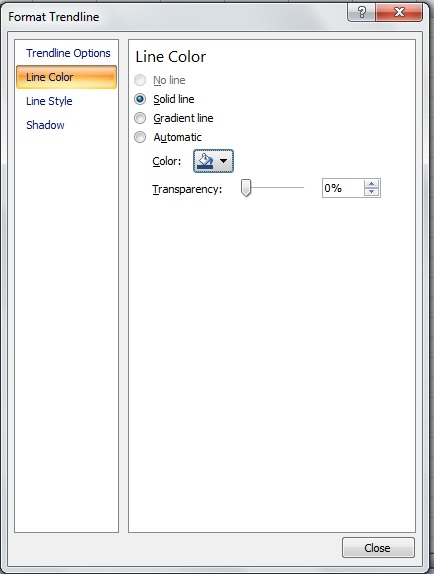 Format Trendline
Trendline Options
Line Color
Line Style
Shadow
Line Color
No line
Solid line
Gradient line
Automatic
Color:
Transparency: 0%
Close